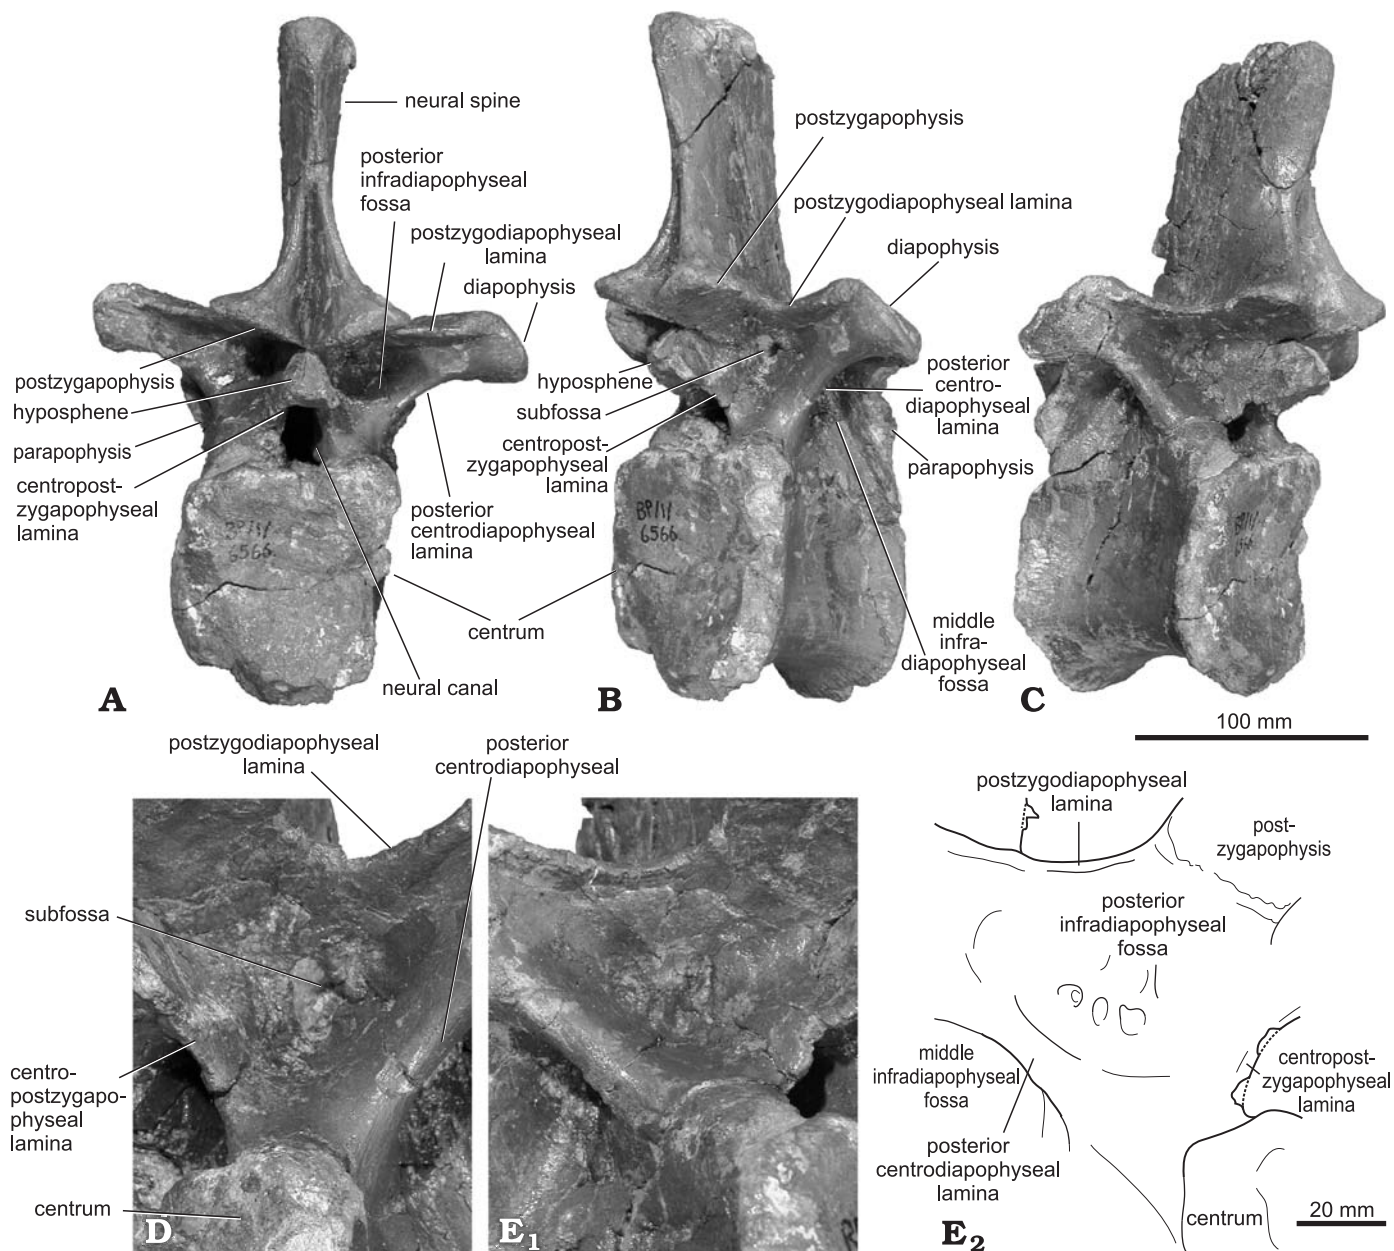 neural spine
posterior
infradiapophyseal
fossa
postzygodiapophyseal
lamina
diapophysis
postzygapophysis
hyposphene
parapophysis
centropost-
zygapophyseal
lamina
posterior
centrodiapophyseal
lamina
centrum
neural canal
BP/1/
6566
A
postzygapophysis
postzygodiapophyseal lamina
diapophysis
hyposphene
subfossa
centropost-
zygapophyseal
lamina
posterior
centro-
diapophyseal
lamina
parapophysis
middle
infra-
diapophyseal
fossa
BP/1/
6566
B
BP/1/
6566
C
100 mm
postzygodiapophyseal
lamina
posterior
centrodiapophyseal
subfossa
centro-
postzygapo-
physeal
lamina
centrum
D
E1
postzygodiapophyseal
lamina
post-
zygapophysis
posterior
infradiapophyseal
fossa
middle
infradiapophyseal
fossa
centropost-
zygapophyseal
lamina
posterior
centrodiapophyseal
lamina
centrum
E2
20 mm